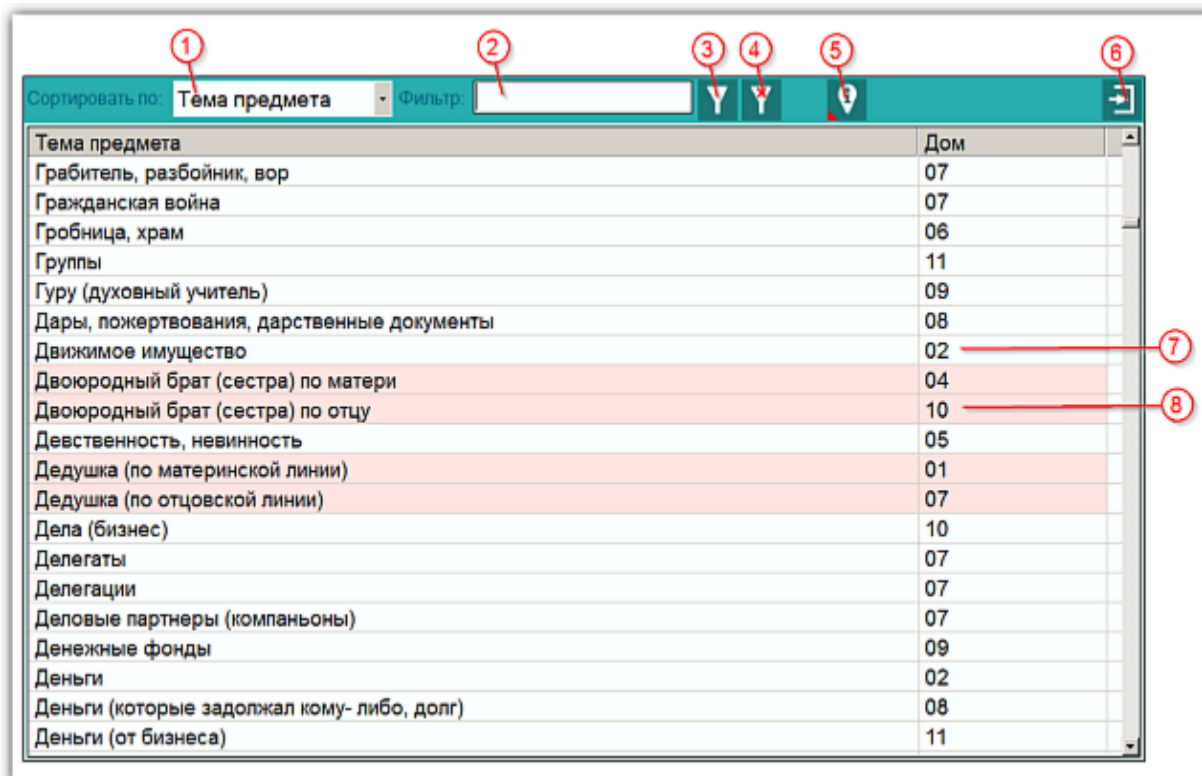 1 2 3 4 5 6
Сортировать по: Тема предмета Фильтр:
Тема предмета Дом
Грабитель, разбойник, вор 07
Гражданская война 07
Гробница, храм 06
Группы 11
Гуру (духовный учитель) 09
Дары, пожертвования, дарственные документы 08
Движимое имущество 02 7
Двоюродный брат (сестра) по матери 04
Двоюродный брат (сестра) по отцу 10 8
Девственность, невинность 05
Дедушка (по материнской линии) 01
Дедушка (по отцовской линии) 07
Дела (бизнес) 10
Делегаты 07
Делегации 07
Деловые партнеры (компаньоны) 07
Денежные фонды 09
Деньги 02
Деньги (которые задолжал кому- либо, долг) 08
Деньги (от бизнеса) 11